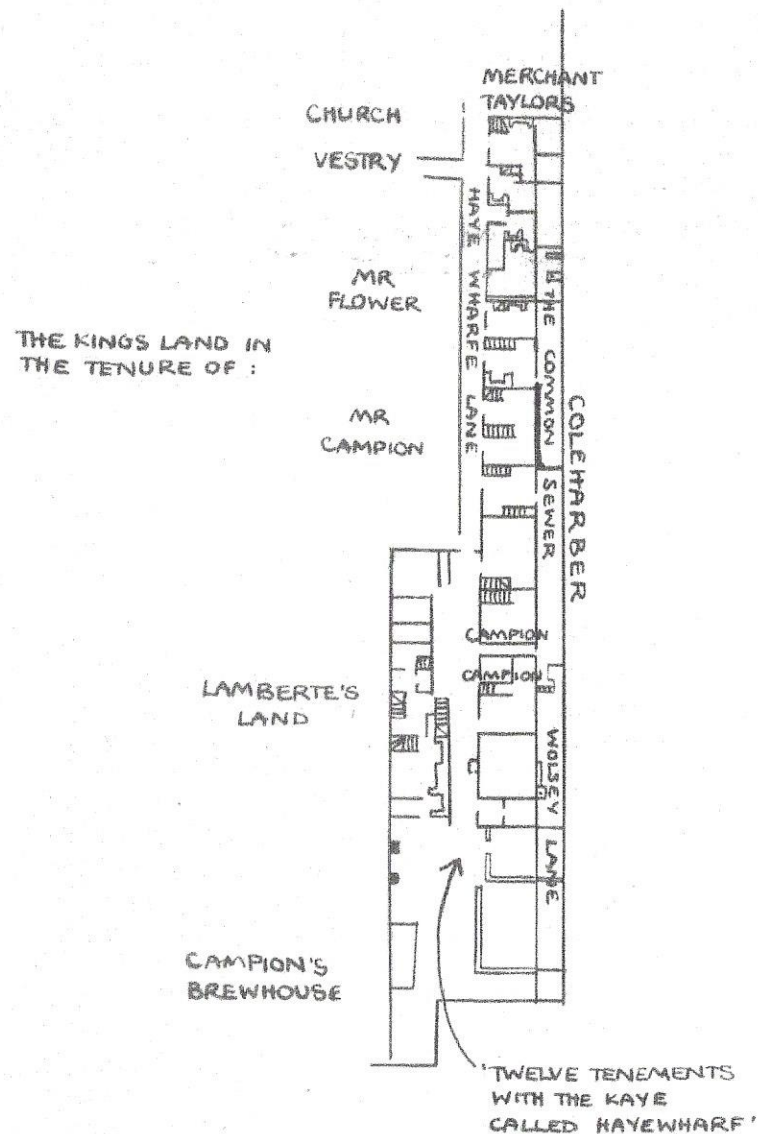 MERCHANT
TAYLORS
CHURCH
VESTRY
HAYE WHARFE LANE
MR
FLOWER
THE COMMON SEWER
THE KINGS LAND IN
THE TENURE OF :
MR
CAMPION
COLEHARBER
CAMPION
CAMPION
LAMBERTE'S
LAND
WOLSEY LANE
CAMPION'S
BREWHOUSE
'TWELVE TENEMENTS
WITH THE KAYE
CALLED HAYEWHARF'